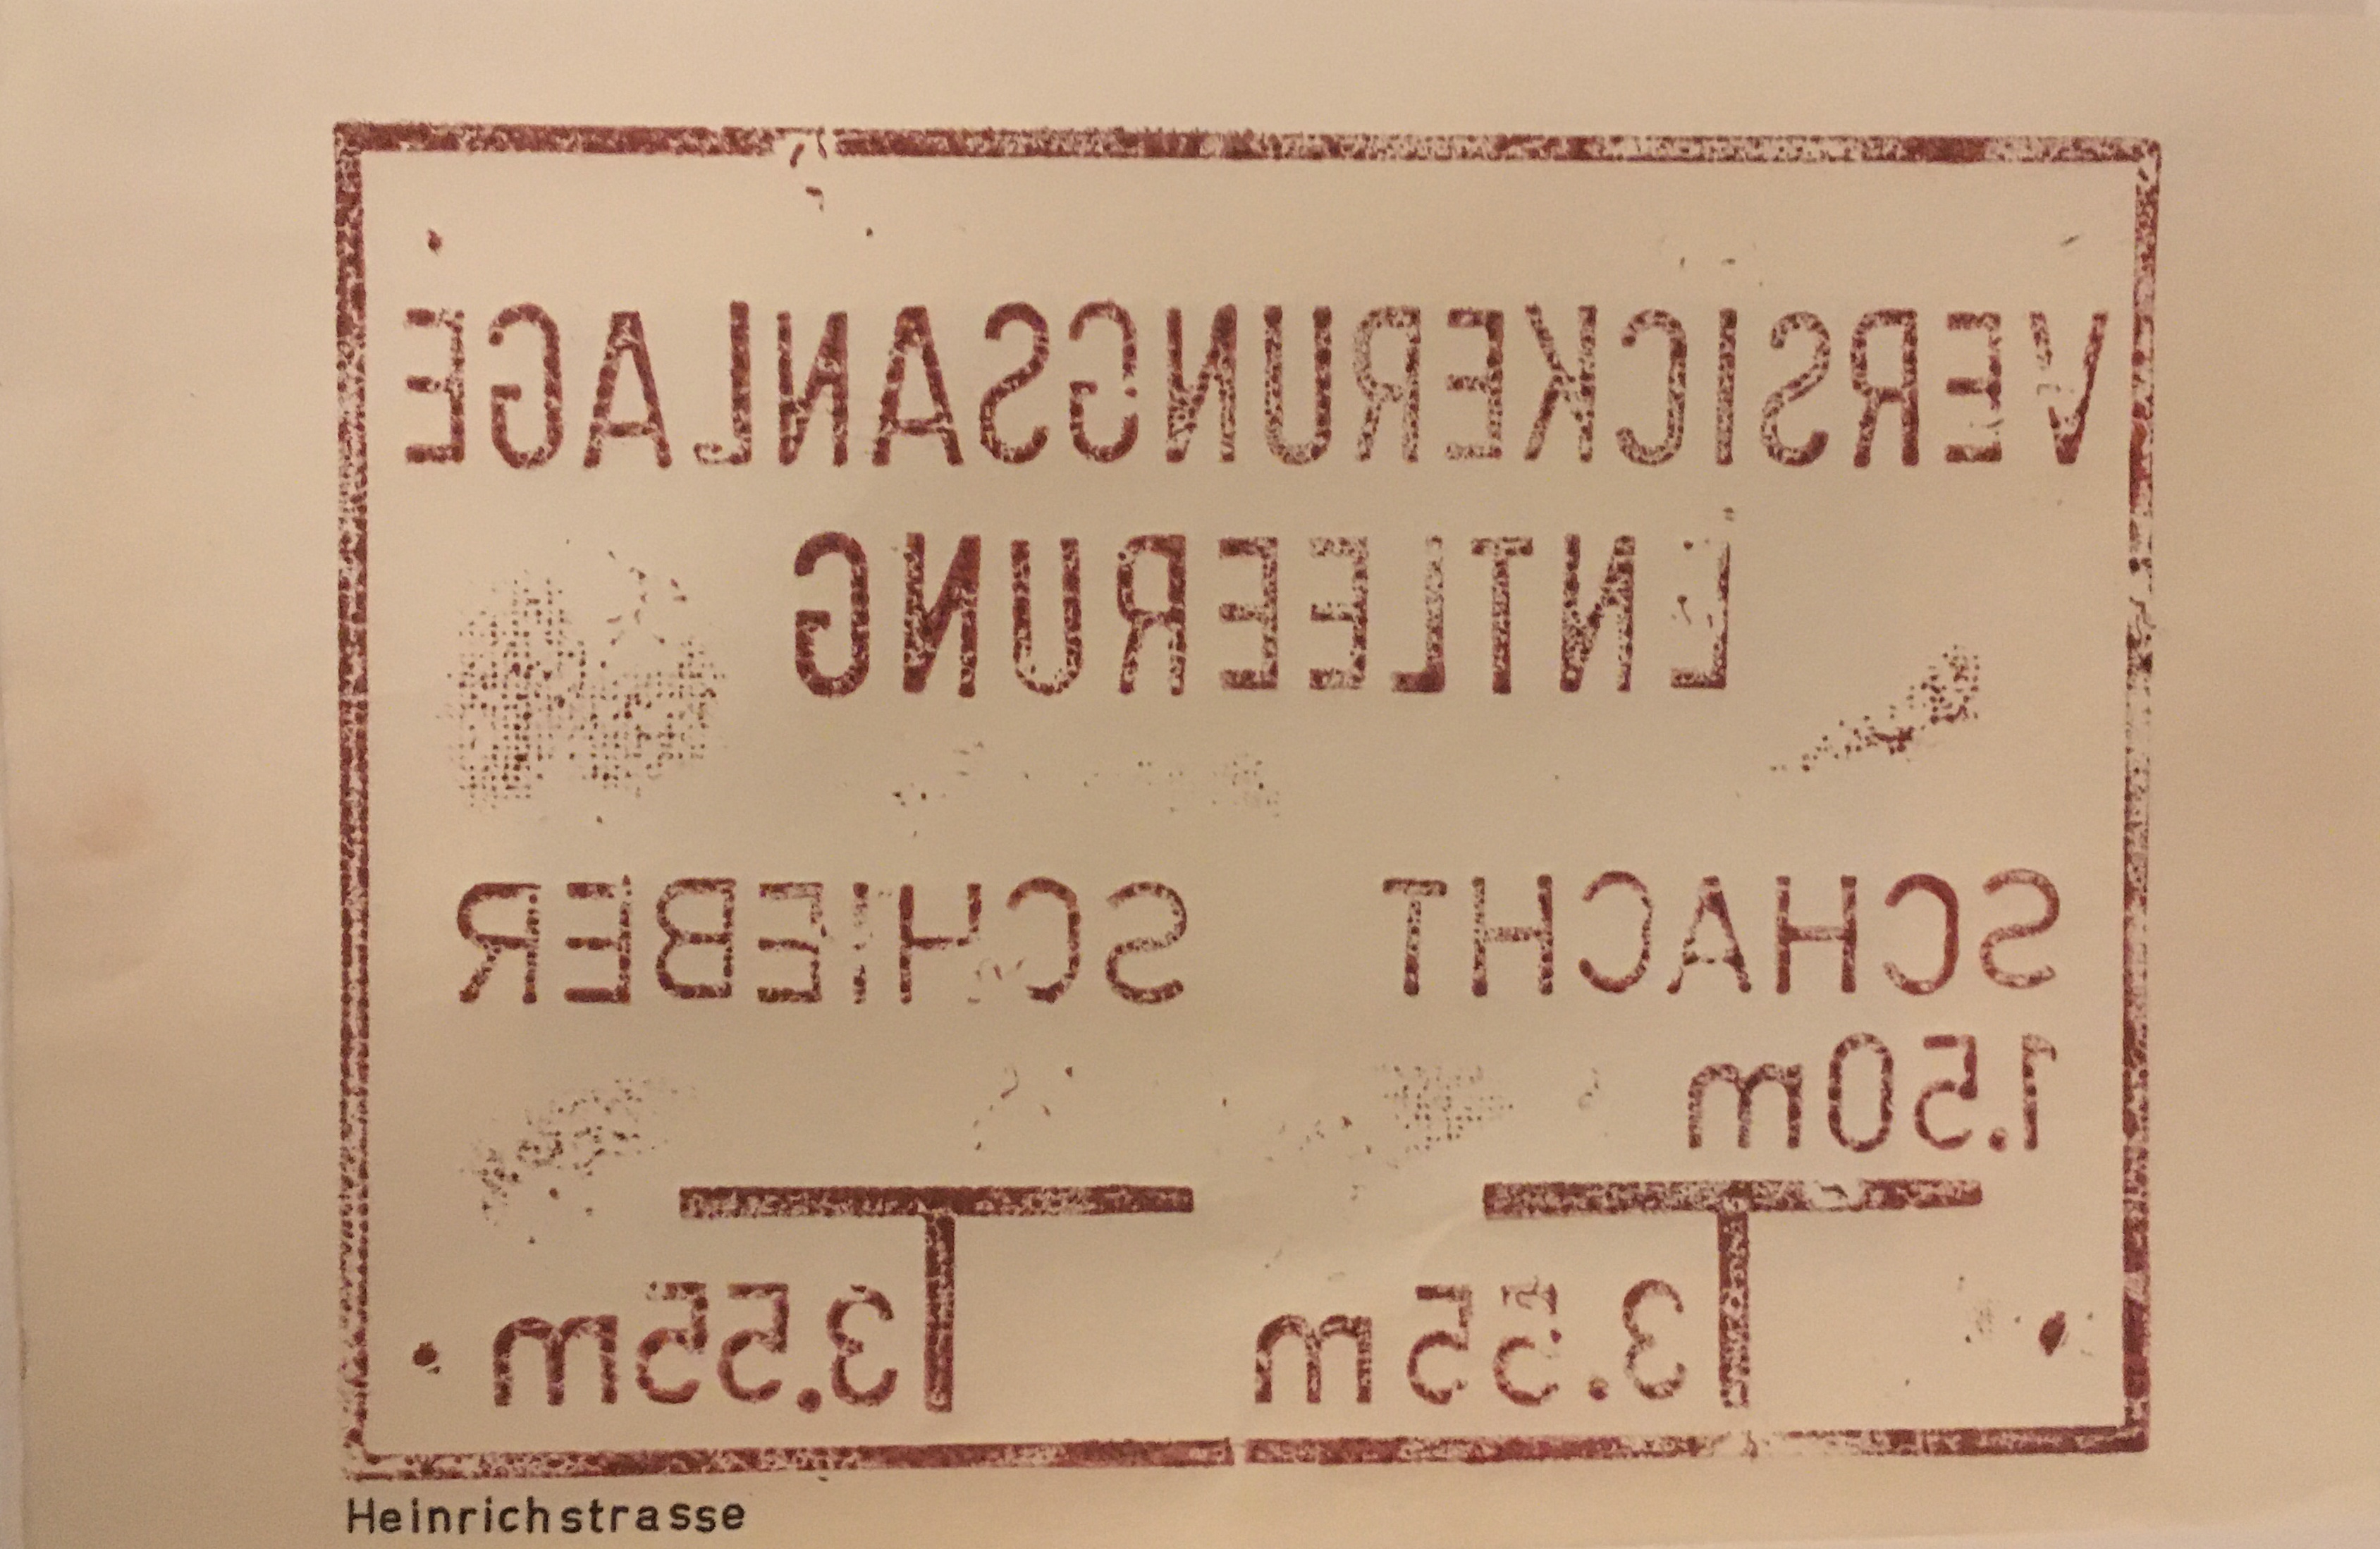 VERSICKERUNGSANLAGE
ENTLEERUNG
SCHACHT SCHIEBER
1.50m
3.55m 3.55m
Heinrichstrasse